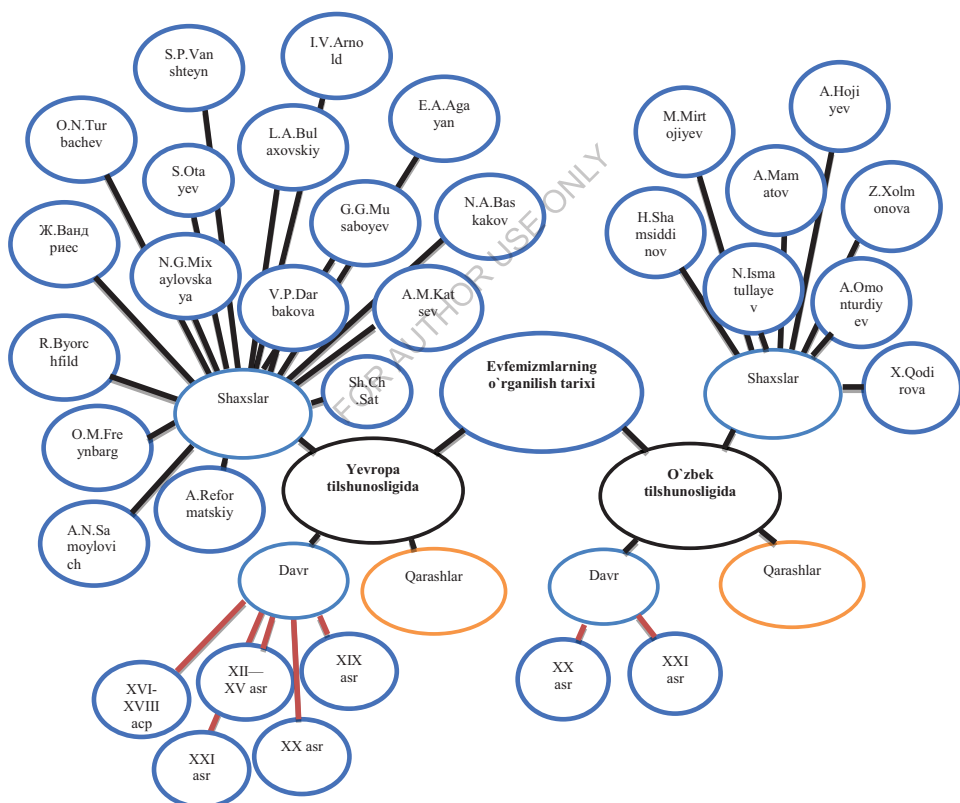 I.V.Arno
ld
S.P.Van
shteyn
E.A.Aga
yan
O.N.Tur
bachev
L.A.Bul
axovskiy
S.Ota
yev
G.G.Mu
saboyev
N.A.Bas
kakov
Ж.Ванд
риес
N.G.Mix
aylovska
ya
V.P.Dar
bakova
A.M.Kat
sev
R.Byorc
hfild
Shaxslar
Sh.Ch
.Sat
O.M.Fre
ynbarg
A.Refor
matskiy
A.N.Sa
moylovi
ch
A.Hoji
yev
M.Mirt
ojiyev
A.Mam
atov
Z.Xolm
onova
H.Sha
msiddi
nov
N.Isma
tullaye
v
A.Omo
nturdiy
ev
Shaxslar
X.Qodi
rova
Evfemizmlarning
o`rganilish tarixi
Yevropa
tilshunosligida
O`zbek
tilshunosligida
Davr
Qarashlar
Davr
Qarashlar
XVI-
XVIII
acp
XII—
XV asr
XIX
asr
XXI
asr
XX asr
XX
asr
XXI
asr
FOR AUTHOR USE ONLY